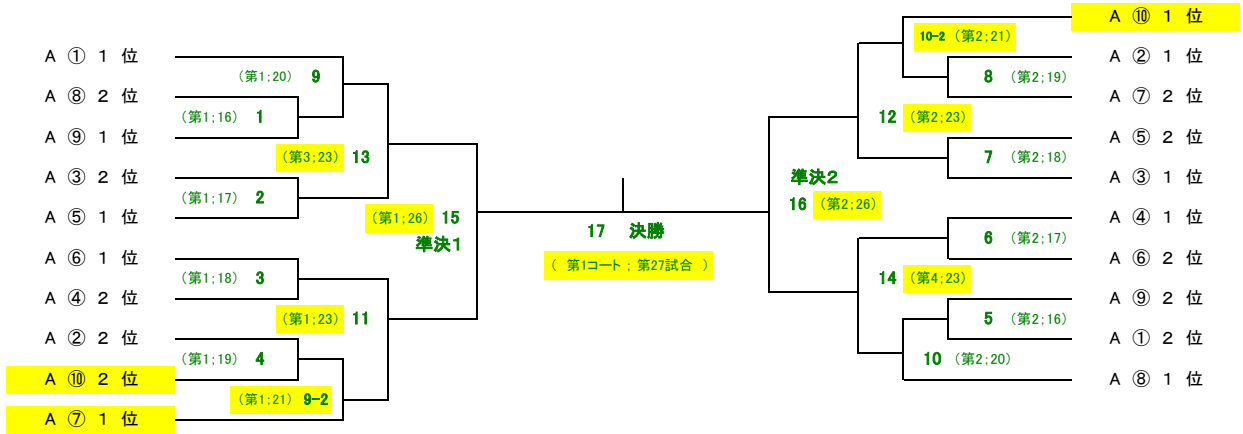 A ① 1 位
A ⑧ 2 位
A ⑨ 1 位
A ③ 2 位
A ⑤ 1 位
A ⑥ 1 位
A ④ 2 位
A ② 2 位
A ⑩ 2 位
A ⑦ 1 位
(第1;20) 9
(第1;16) 1
(第3;23) 13
(第1;17) 2
(第1;26) 15
準決1
(第1;18) 3
(第1;23) 11
(第1;19) 4
(第1;21) 9-2
17 決勝
( 第1コート ; 第27試合 )
10-2 (第2;21)
8 (第2;19)
12 (第2;23)
7 (第2;18)
準決2
16 (第2;26)
6 (第2;17)
14 (第4;23)
5 (第2;16)
10 (第2;20)
A ⑩ 1 位
A ② 1 位
A ⑦ 2 位
A ⑤ 2 位
A ③ 1 位
A ④ 1 位
A ⑥ 2 位
A ⑨ 2 位
A ① 2 位
A ⑧ 1 位